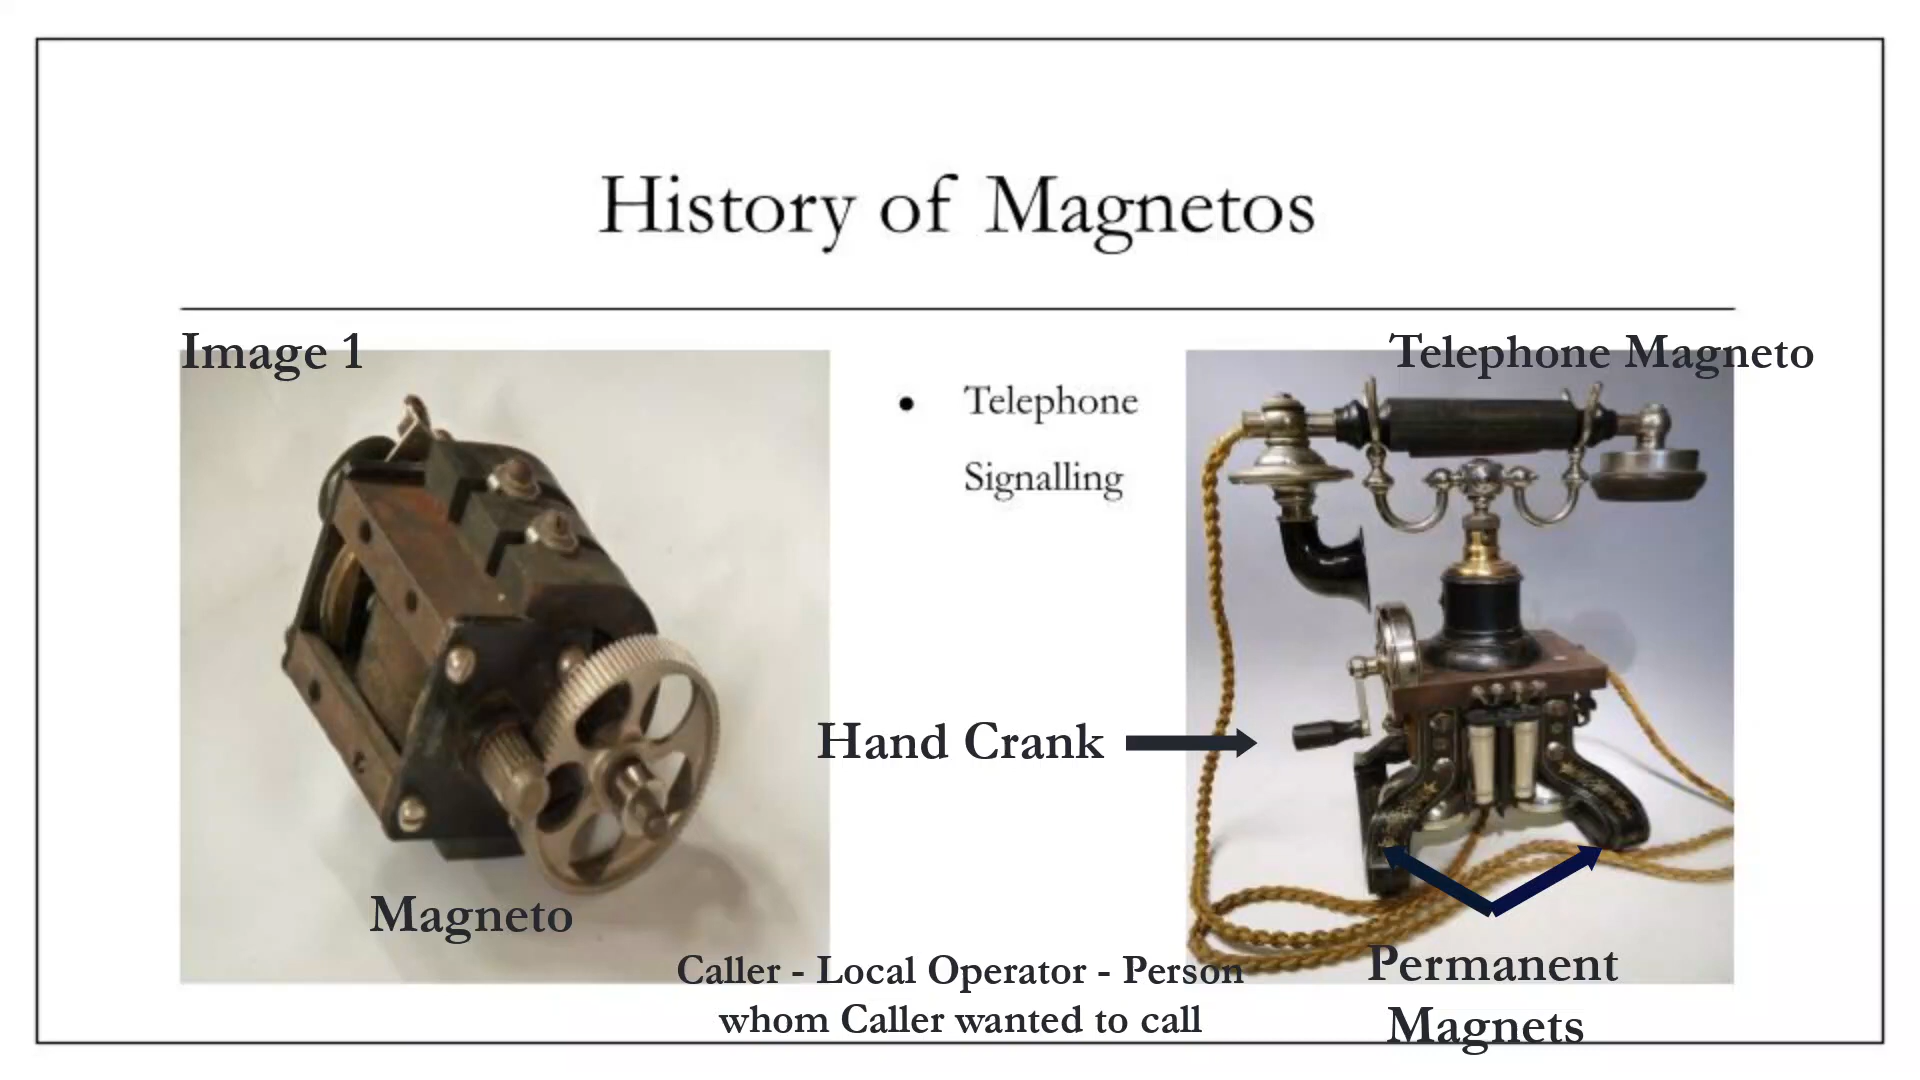 History of Magnetos
Image 1
Telephone Magneto
• Telephone
Signalling
Hand Crank
Magneto
Caller - Local Operator - Person
whom Caller wanted to call
Permanent
Magnets